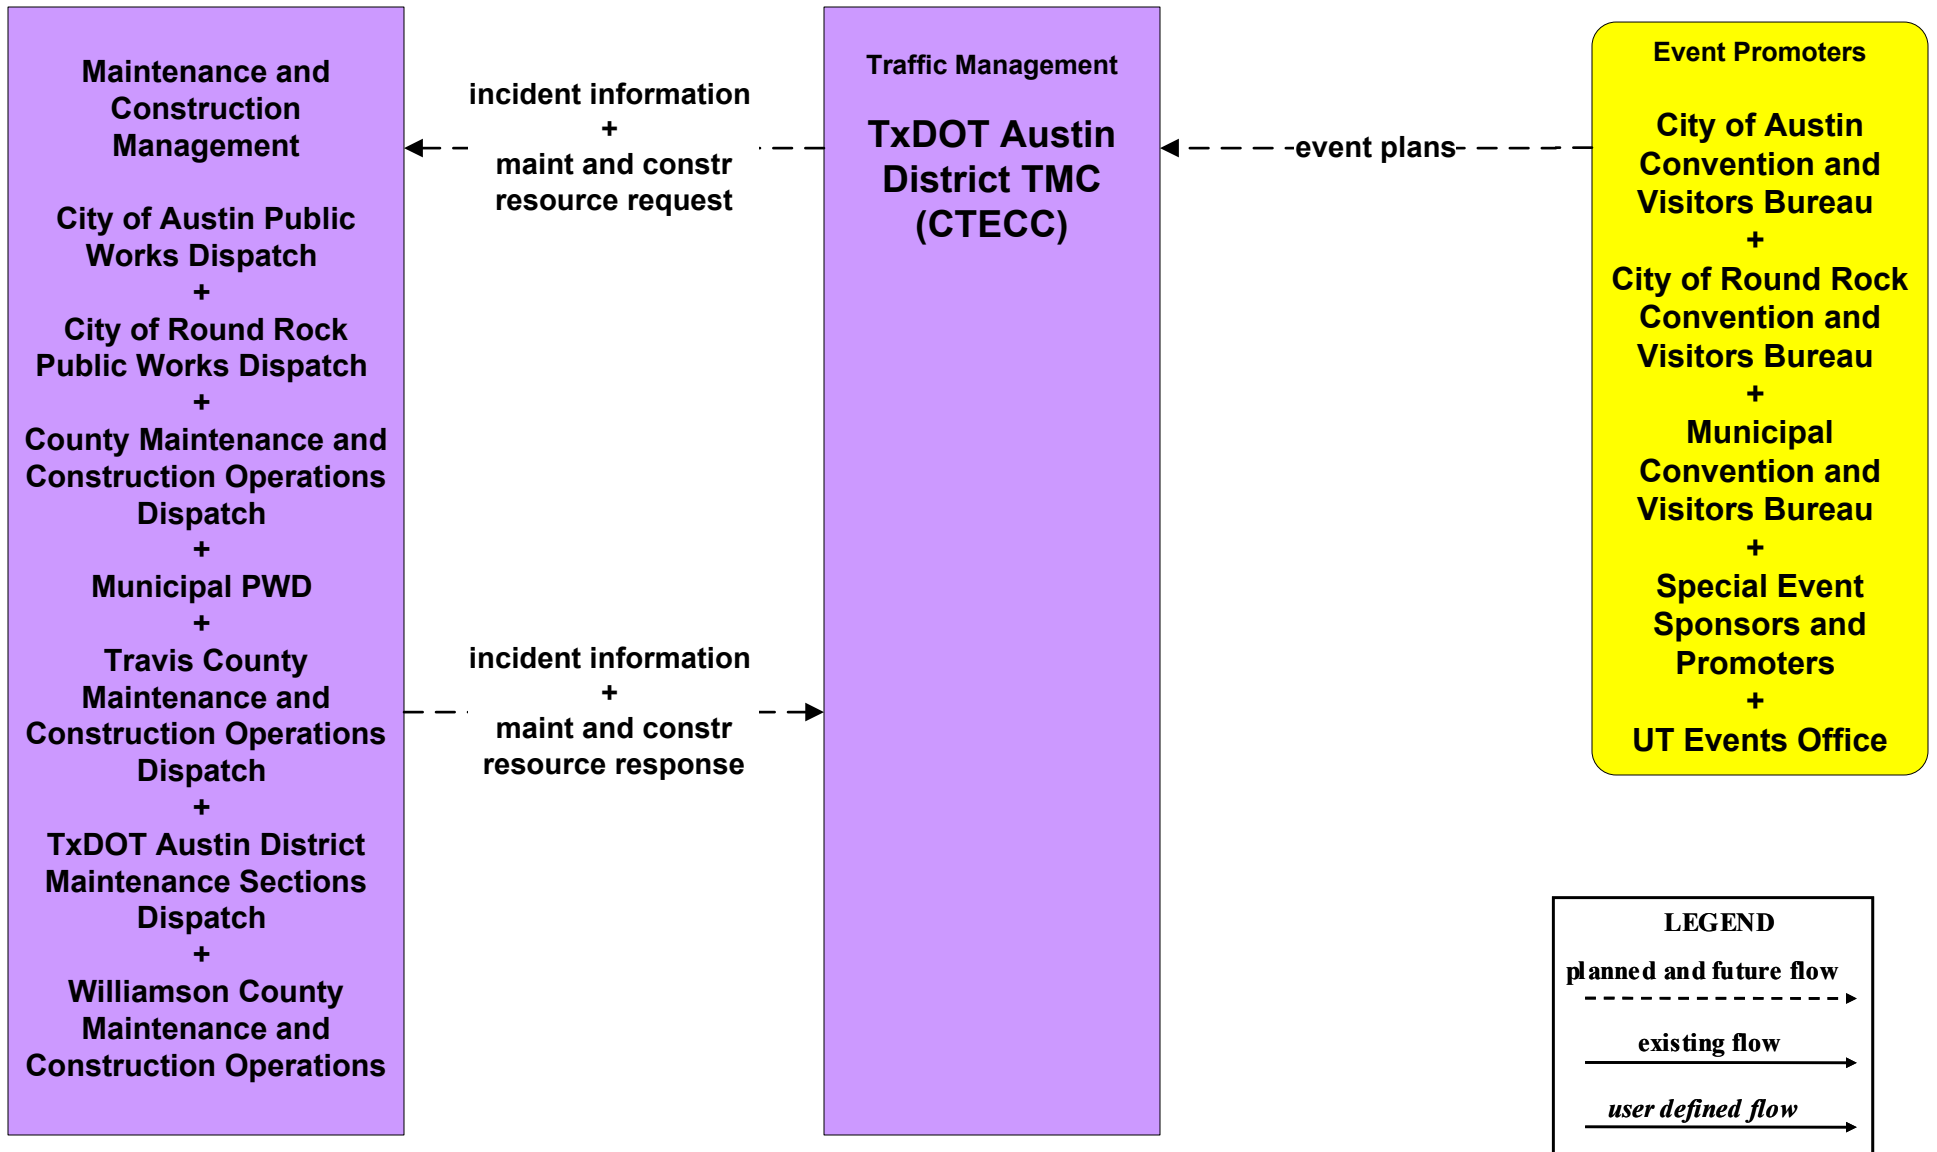 Maintenance and
Construction
Management
City of Austin Public
Works Dispatch
+
City of Round Rock
Public Works Dispatch
+
County Maintenance and
Construction Operations
Dispatch
+
Municipal PWD
+
Travis County
Maintenance and
Construction Operations
Dispatch
+
TxDOT Austin District
Maintenance Sections
Dispatch
+
Williamson County
Maintenance and
Construction Operations
incident information
+
maint and constr
resource request
incident information
+
maint and constr
resource response
Traffic Management
TxDOT Austin
District TMC
(CTECC)
event plans
Event Promoters
City of Austin
Convention and
Visitors Bureau
+
City of Round Rock
Convention and
Visitors Bureau
+
Municipal
Convention and
Visitors Bureau
+
Special Event
Sponsors and
Promoters
+
UT Events Office
LEGEND
planned and future flow
existing flow
user defined flow